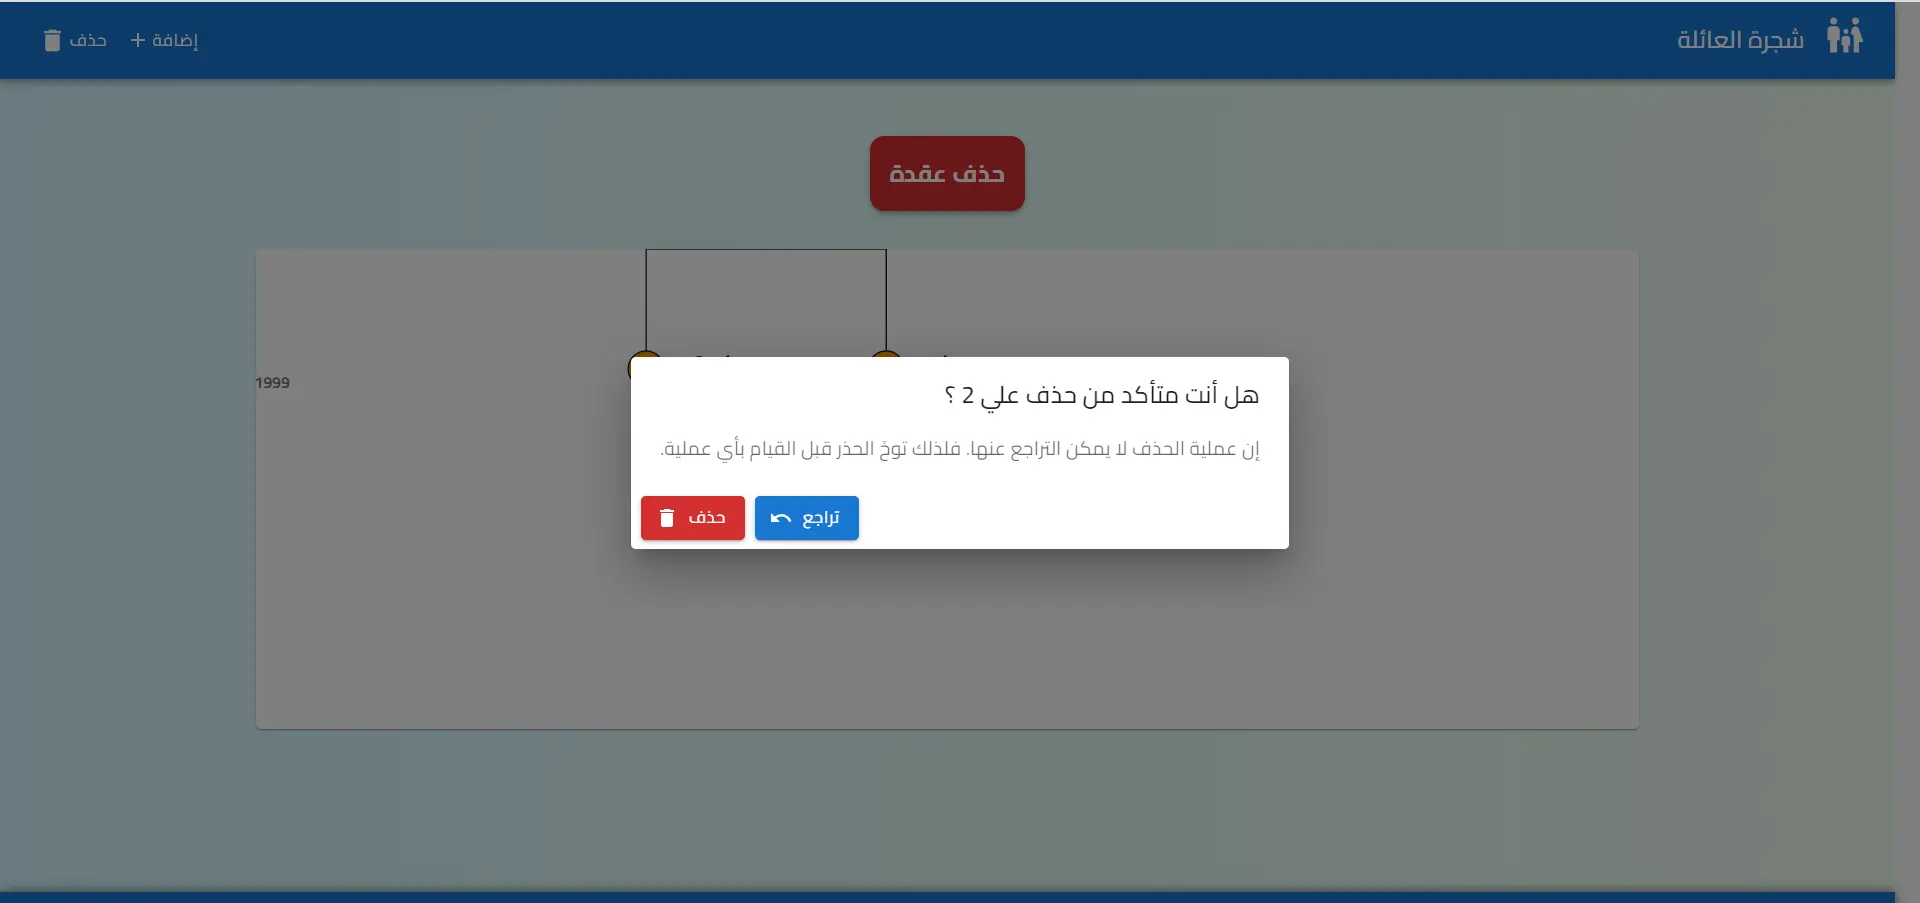 شجرة العائلة
إضافة
حذف
حذف عقدة
1999
هل أنت متأكد من حذف علي 2 ؟
إن عملية الحذف لا يمكن التراجع عنها. فلذلك توخَ الحذر قبل القيام بأي عملية.
تراجع
حذف